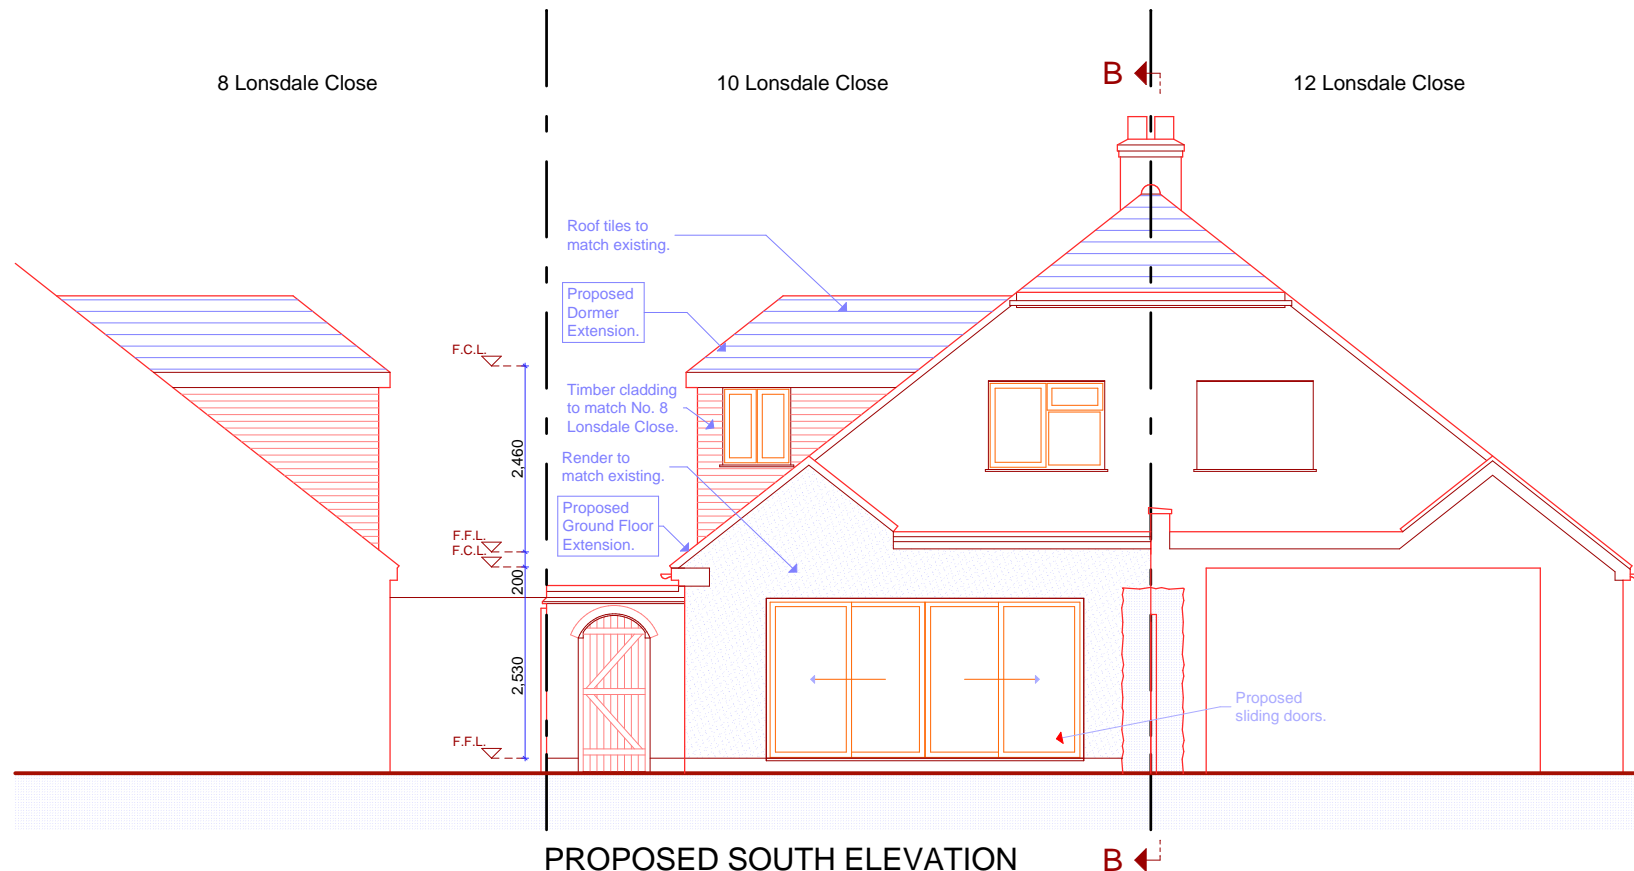 8 Lonsdale Close
10 Lonsdale Close
B
12 Lonsdale Close
Roof tiles to
match existing.
Proposed
Dormer
Extension.
F.C.L.
Timber cladding
to match No. 8
Lonsdale Close.
2,460
Render to
match existing.
Proposed
Ground Floor
Extension.
F.F.L.
F.C.L.
200
2,530
Proposed
sliding doors.
F.F.L.
PROPOSED SOUTH ELEVATION
B